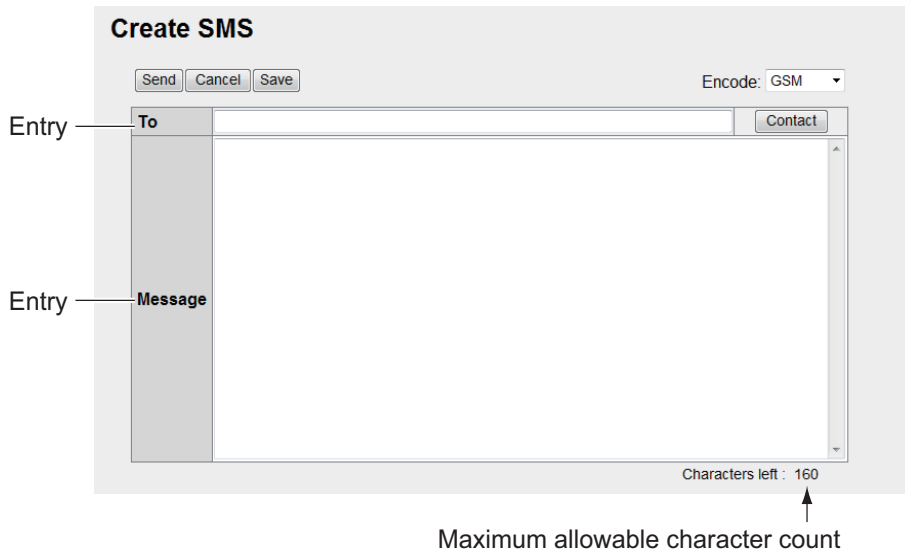 Create SMS
Send Cancel Save Encode: GSM
Entry To Contact
Entry Message
Characters left : 160
Maximum allowable character count